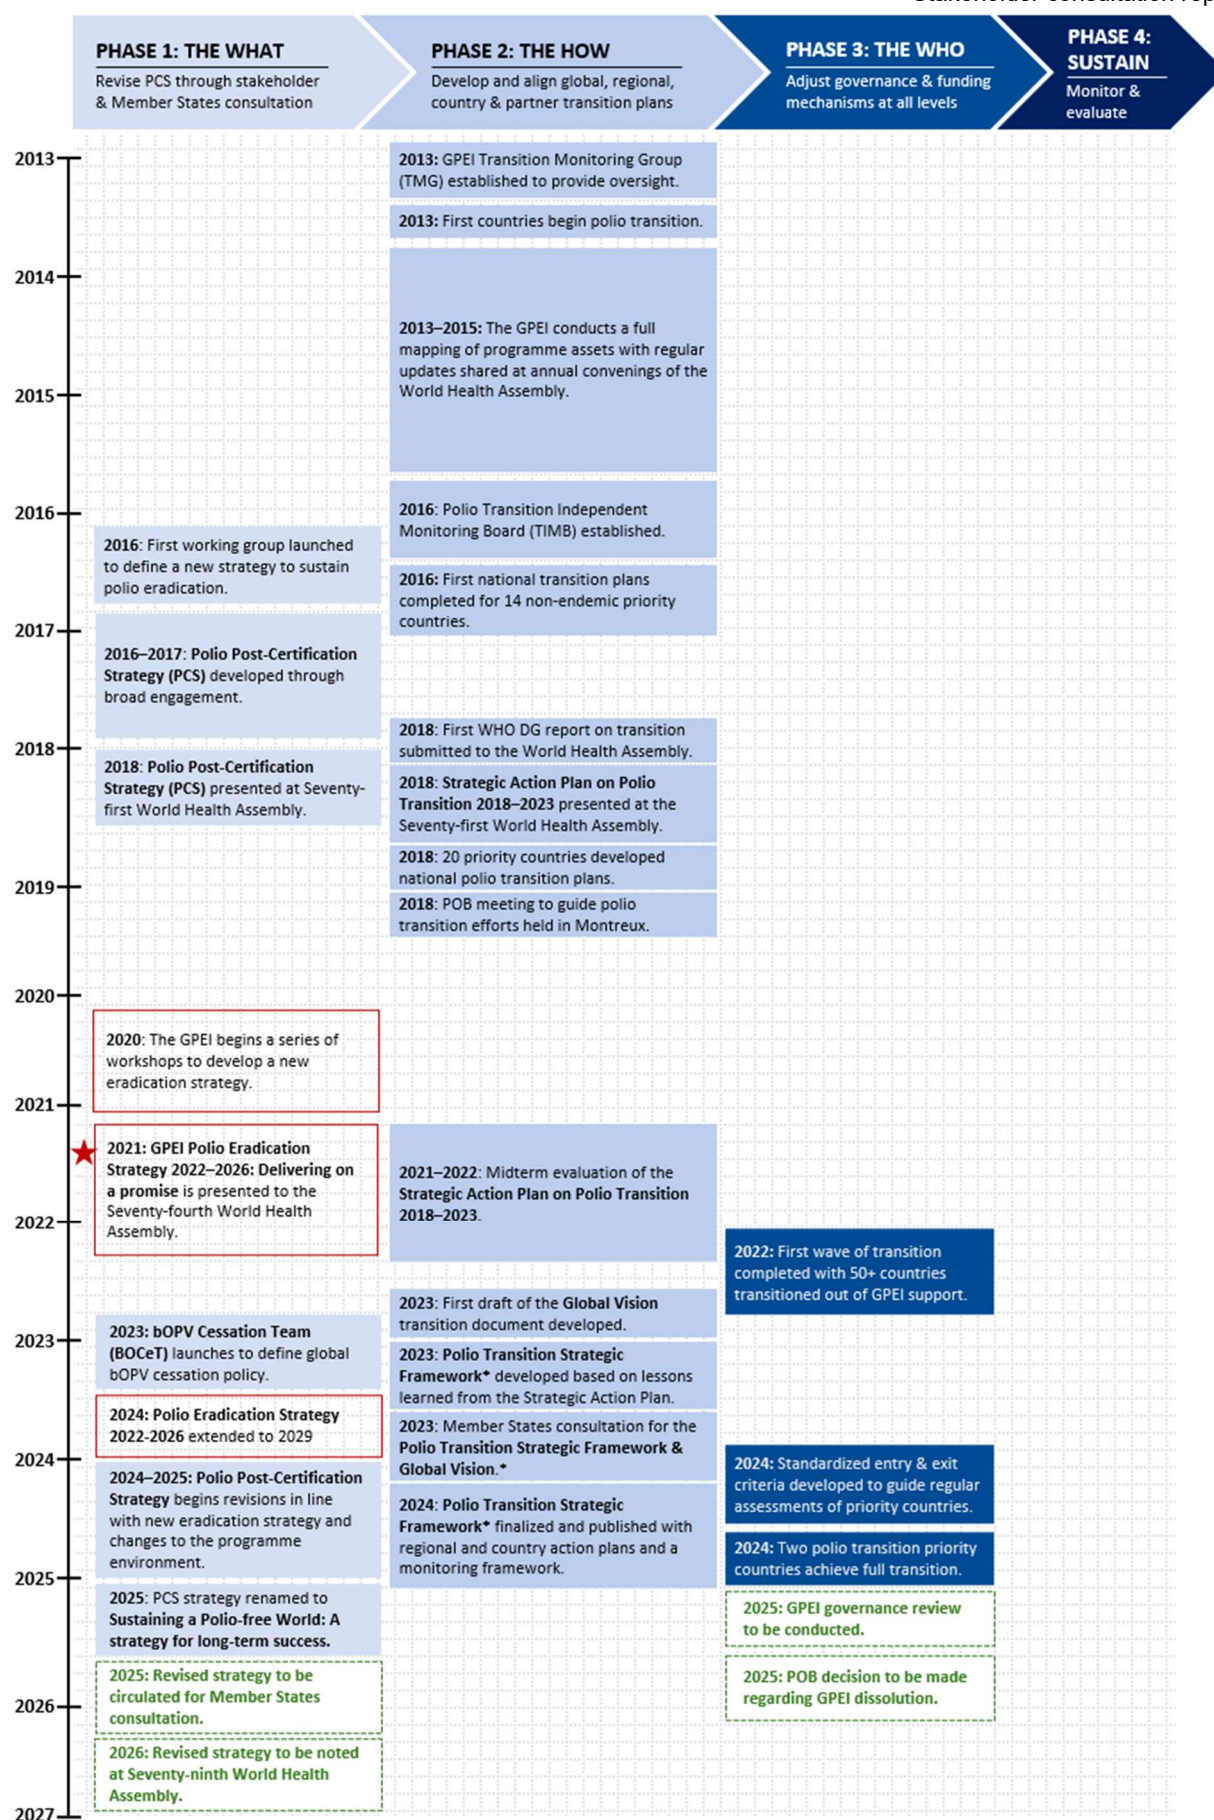 PHASE 1: THE WHAT
Revise PCS through stakeholder
& Member States consultation
PHASE 2: THE HOW
Develop and align global, regional,
country & partner transition plans
PHASE 3: THE WHO
Adjust governance & funding
mechanisms at all levels
PHASE 4:
SUSTAIN
Monitor &
evaluate
2013
2014
2015
2016
2017
2018
2019
2020
2021
2022
2023
2024
2025
2026
2027
2016: First working group launched
to define a new strategy to sustain
polio eradication.
2016–2017: Polio Post-Certification
Strategy (PCS) developed through
broad engagement.
2018: Polio Post-Certification
Strategy (PCS) presented at Seventy-
first World Health Assembly.
2020: The GPEI begins a series of
workshops to develop a new
eradication strategy.
2021: GPEI Polio Eradication
Strategy 2022–2026: Delivering on
a promise is presented to the
Seventy-fourth World Health
Assembly.
2023: bOPV Cessation Team
(BOCeT) launches to define global
bOPV cessation policy.
2024: Polio Eradication Strategy
2022-2026 extended to 2029
2024–2025: Polio Post-Certification
Strategy begins revisions in line
with new eradication strategy and
changes to the programme
environment.
2025: PCS strategy renamed to
Sustaining a Polio-free World: A
strategy for long-term success.
2025: Revised strategy to be
circulated for Member States
consultation.
2026: Revised strategy to be noted
at Seventy-ninth World Health
Assembly.
2013: GPEI Transition Monitoring Group
(TMG) established to provide oversight.
2013: First countries begin polio transition.
2013–2015: The GPEI conducts a full
mapping of programme assets with regular
updates shared at annual convenings of the
World Health Assembly.
2016: Polio Transition Independent
Monitoring Board (TIMB) established.
2016: First national transition plans
completed for 14 non-endemic priority
countries.
2018: First WHO DG report on transition
submitted to the World Health Assembly.
2018: Strategic Action Plan on Polio
Transition 2018–2023 presented at the
Seventy-first World Health Assembly.
2018: 20 priority countries developed
national polio transition plans.
2018: POB meeting to guide polio
transition efforts held in Montreux.
2021–2022: Midterm evaluation of the
Strategic Action Plan on Polio Transition
2018–2023.
2023: First draft of the Global Vision
transition document developed.
2023: Polio Transition Strategic
Framework* developed based on lessons
learned from the Strategic Action Plan.
2023: Member States consultation for the
Polio Transition Strategic Framework &
Global Vision.*
2024: Polio Transition Strategic
Framework* finalized and published with
regional and country action plans and a
monitoring framework.
2022: First wave of transition
completed with 50+ countries
transitioned out of GPEI support.
2024: Standardized entry & exit
criteria developed to guide regular
assessments of priority countries.
2024: Two polio transition priority
countries achieve full transition.
2025: GPEI governance review
to be conducted.
2025: POB decision to be made
regarding GPEI dissolution.